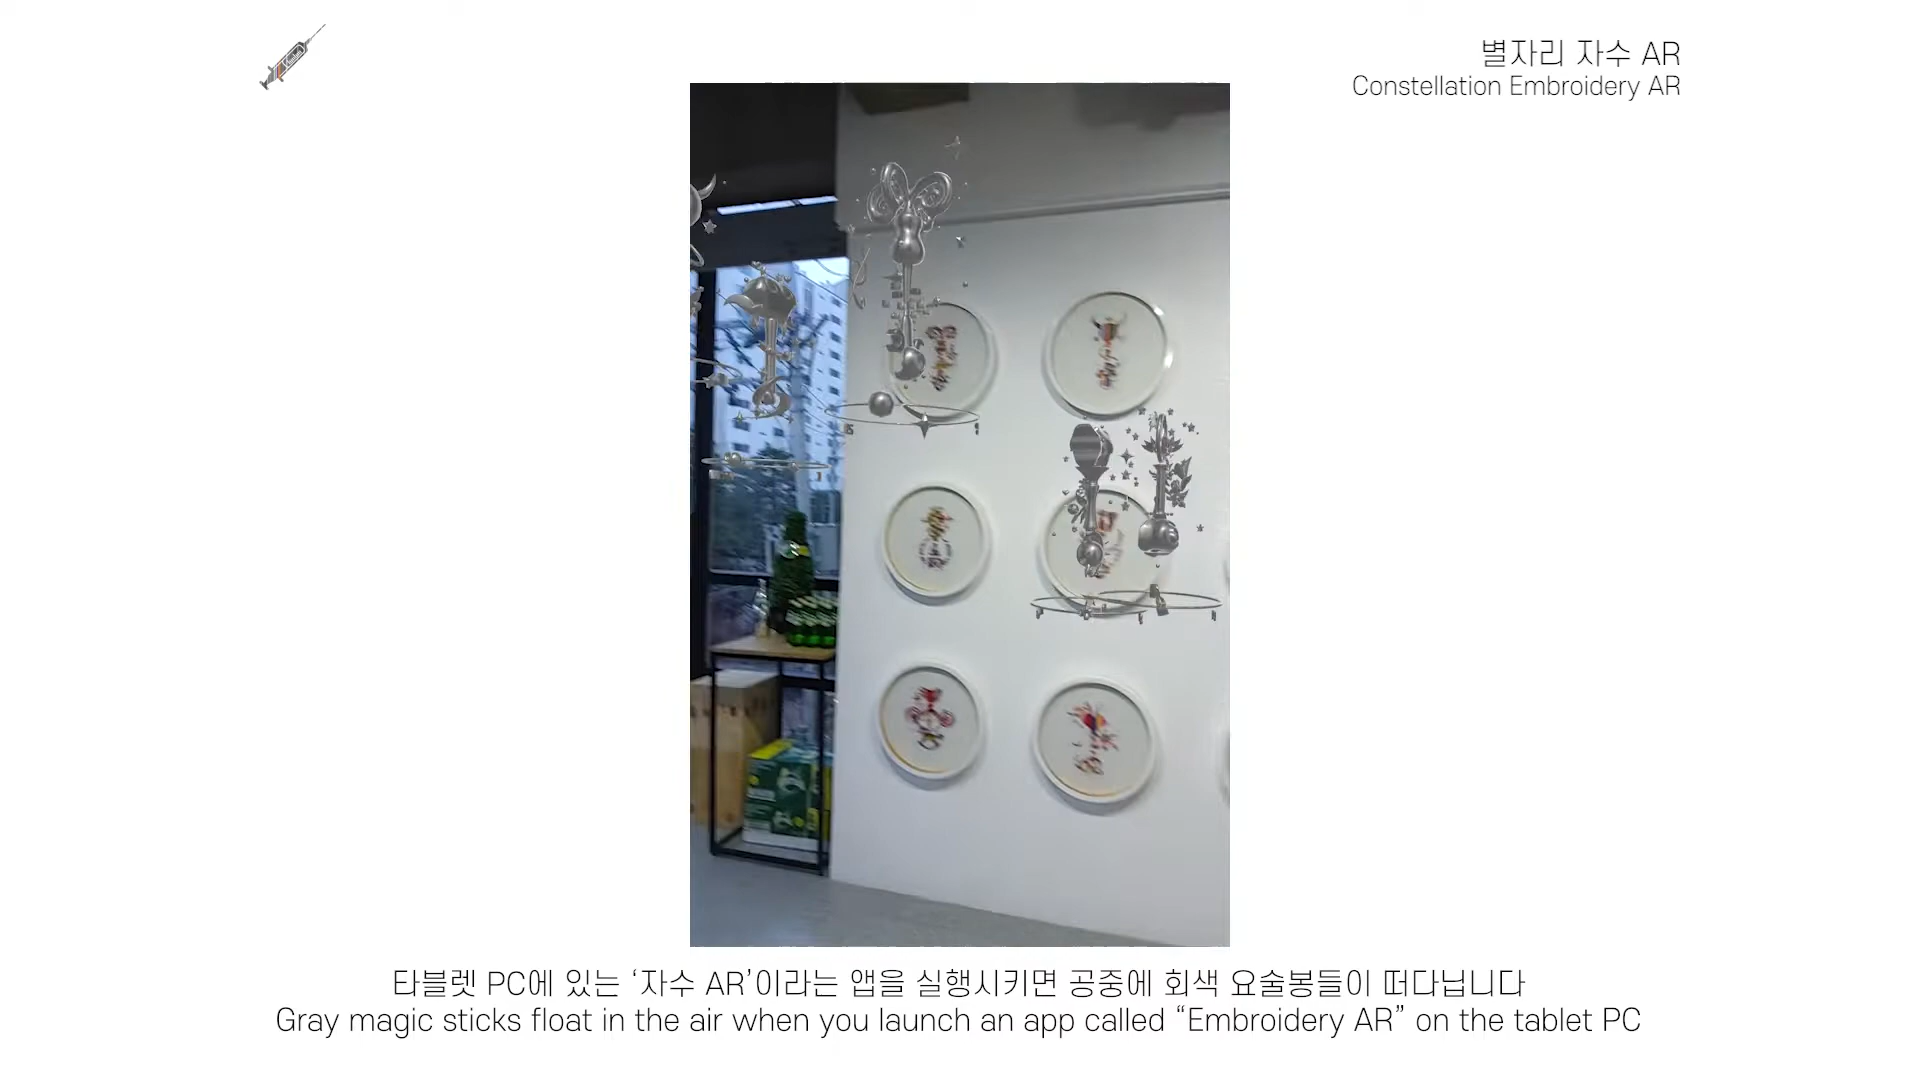 별자리 자수 AR
Constellation Embroidery AR
타블렛 PC에 있는 ‘자수 AR’이라는 앱을 실행시키면 공중에 회색 요술봉들이 떠다닙니다
Gray magic sticks float in the air when you launch an app called “Embroidery AR” on the tablet PC